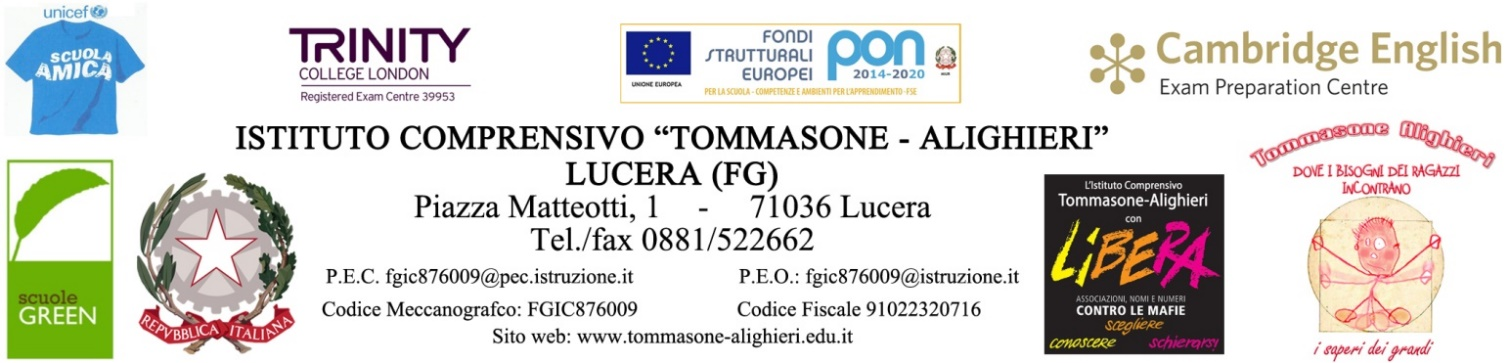 unicef
SCUOLA
AMICA
TRINITY
COLLEGE LONDON
Registered Exam Centre 39953
UNIONE EUROPEA
FONDI
STRUTTURALI
EUROPEI
pon
2014-2020
PER LA SCUOLA - COMPETENZE E AMBIENTI PER L'APPRENDIMENTO-FSE
Cambridge English
Exam Preparation Centre
ISTITUTO COMPRENSIVO “TOMMASONE - ALIGHIERI”
LUCERA (FG)
Piazza Matteotti, 1 - 71036 Lucera
Tel./fax 0881/522662
P.E.C. fgic876009@pec.istruzione.it P.E.O.: fgic876009@istruzione.it
Codice Meccanografco: FGIC876009 Codice Fiscale 91022320716
Sito web: www.tommasone-alighieri.edu.it
scuole
GREEN
REPVBBLICA ITALIANA
L'Istituto Comprensivo
Tommasone-Alighieri
con
LiBERA
ASSOCIAZIONI, NOMI E NUMERI
CONTRO LE MAFIE
scegliere
conoscere schierarsi
Tommasone Alighieri
DOVE I BISOGNI DEI RAGAZZI
INCONTRANO
i saperi dei grandi